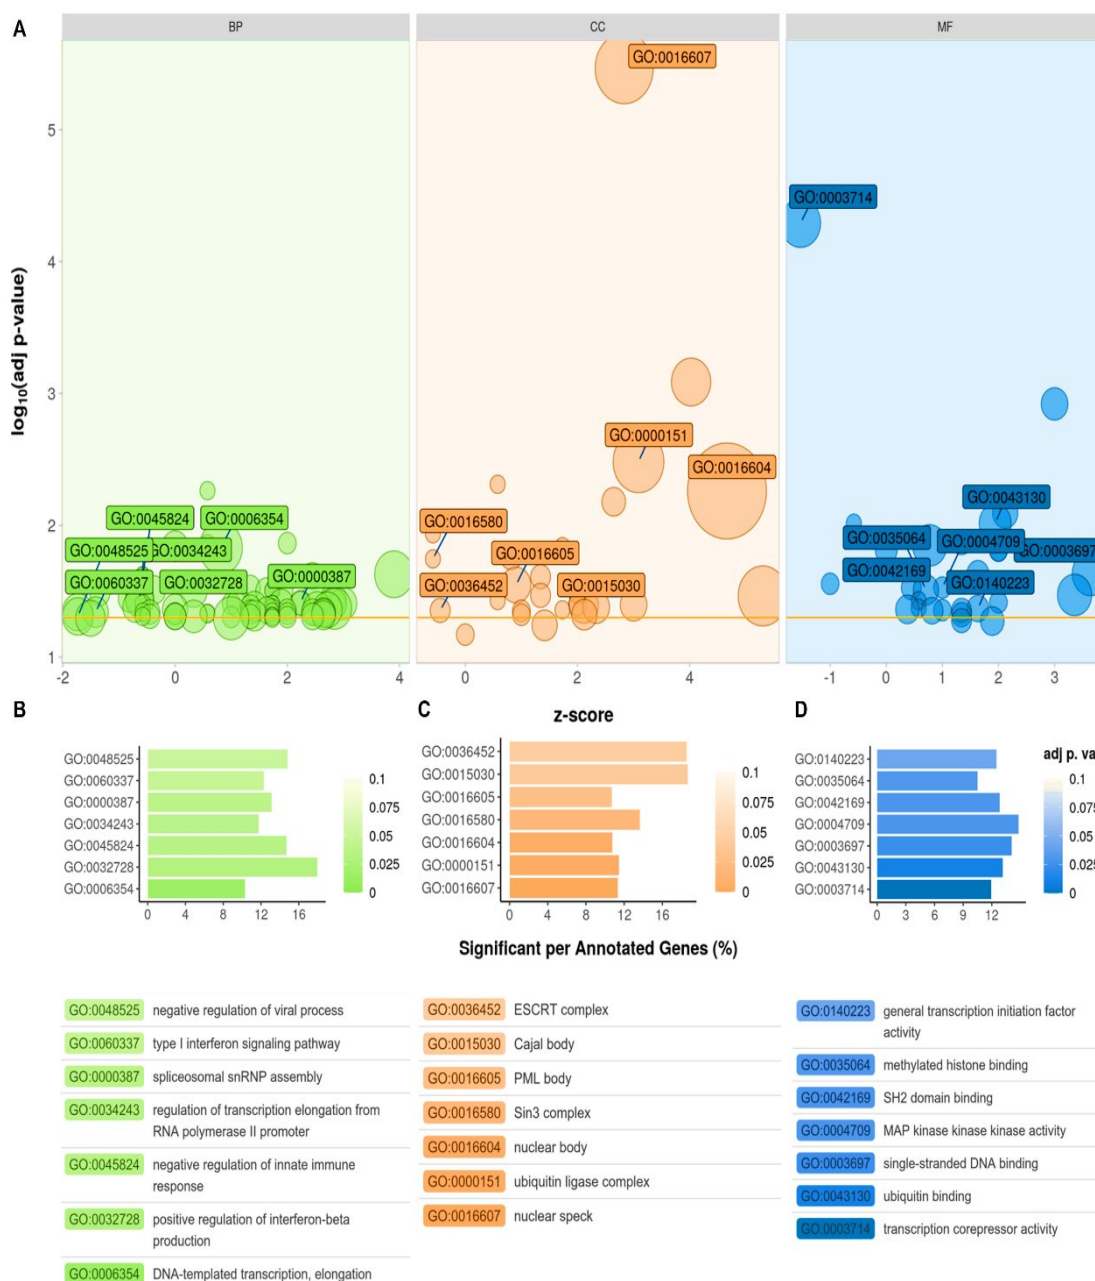 A
BP
CC
MF
GO:0016607
5
GO:0003714
4
log10(adj p-value)
3
GO:0000151
GO:0016604
GO:0043130
2
GO:0045824
GO:0006354
GO:0016580
GO:0035064
GO:0004709
GO:0048525
GO:0034243
GO:0016605
GO:0003697
GO:0042169
GO:0060337
GO:0032728
GO:0000387
GO:0036452
GO:0015030
GO:0140223
1
-2 0 2 4
0 2 4
-1 0 1 2 3
z-score
B
GO:0048525
GO:0060337
GO:0000387
GO:0034243
GO:0045824
GO:0032728
GO:0006354
0 4 8 12 16
0.1
0.075
0.05
0.025
0
C
GO:0036452
GO:0015030
GO:0016605
GO:0016580
GO:0016604
GO:0000151
GO:0016607
0 4 8 12 16
0.1
0.075
0.05
0.025
0
D
GO:0140223
GO:0035064
GO:0042169
GO:0004709
GO:0003697
GO:0043130
GO:0003714
0 3 6 9 12
adj p. va
0.1
0.075
0.05
0.025
0
Significant per Annotated Genes (%)
GO:0048525 negative regulation of viral process
GO:0060337 type I interferon signaling pathway
GO:0000387 spliceosomal snRNP assembly
GO:0034243 regulation of transcription elongation from
RNA polymerase II promoter
GO:0045824 negative regulation of innate immune
response
GO:0032728 positive regulation of interferon-beta
production
GO:0006354 DNA-templated transcription, elongation
GO:0036452 ESCRT complex
GO:0015030 Cajal body
GO:0016605 PML body
GO:0016580 Sin3 complex
GO:0016604 nuclear body
GO:0000151 ubiquitin ligase complex
GO:0016607 nuclear speck
GO:0140223 general transcription initiation factor
activity
GO:0035064 methylated histone binding
GO:0042169 SH2 domain binding
GO:0004709 MAP kinase kinase kinase activity
GO:0003697 single-stranded DNA binding
GO:0043130 ubiquitin binding
GO:0003714 transcription corepressor activity